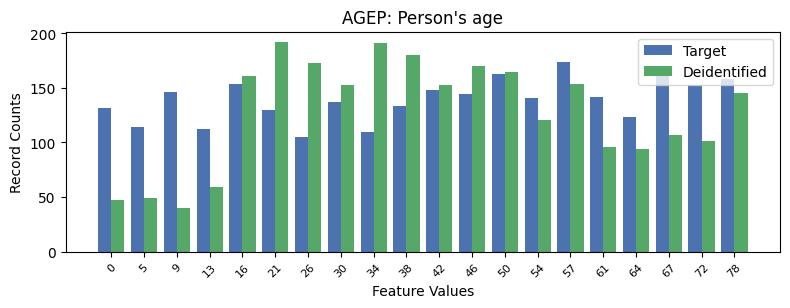 AGEP: Person's age
Record Counts
200
150
100
50
0
Target
Deidentified
0 5 9 13 16 21 26 30 34 38 42 46 50 54 57 61 64 67 72 78
Feature Values